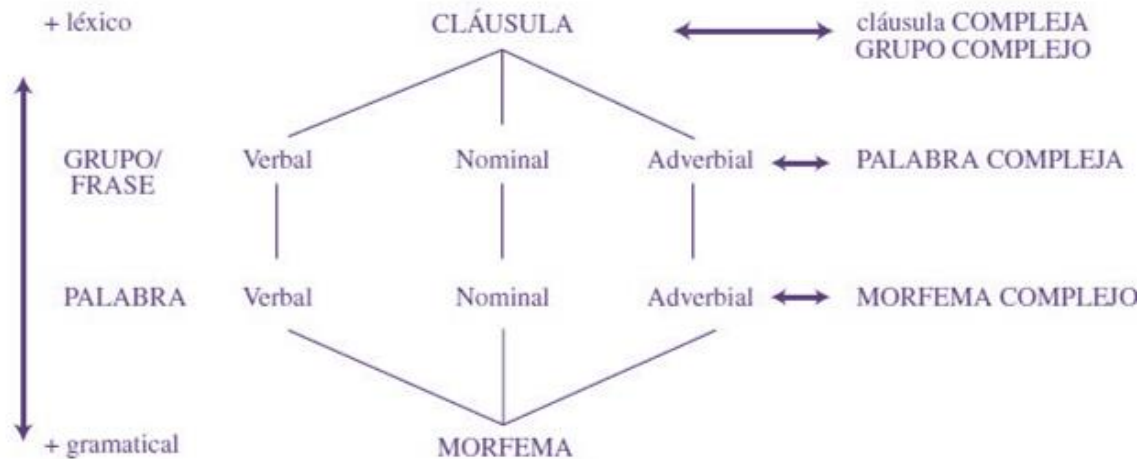 + léxico
CLÁUSULA
cláusula COMPLEJA
GRUPO COMPLEJO
GRUPO/
FRASE
Verbal
Nominal
Adverbial
PALABRA COMPLEJA
PALABRA
Verbal
Nominal
Adverbial
MORFEMA COMPLEJO
+ gramatical
MORFEMA